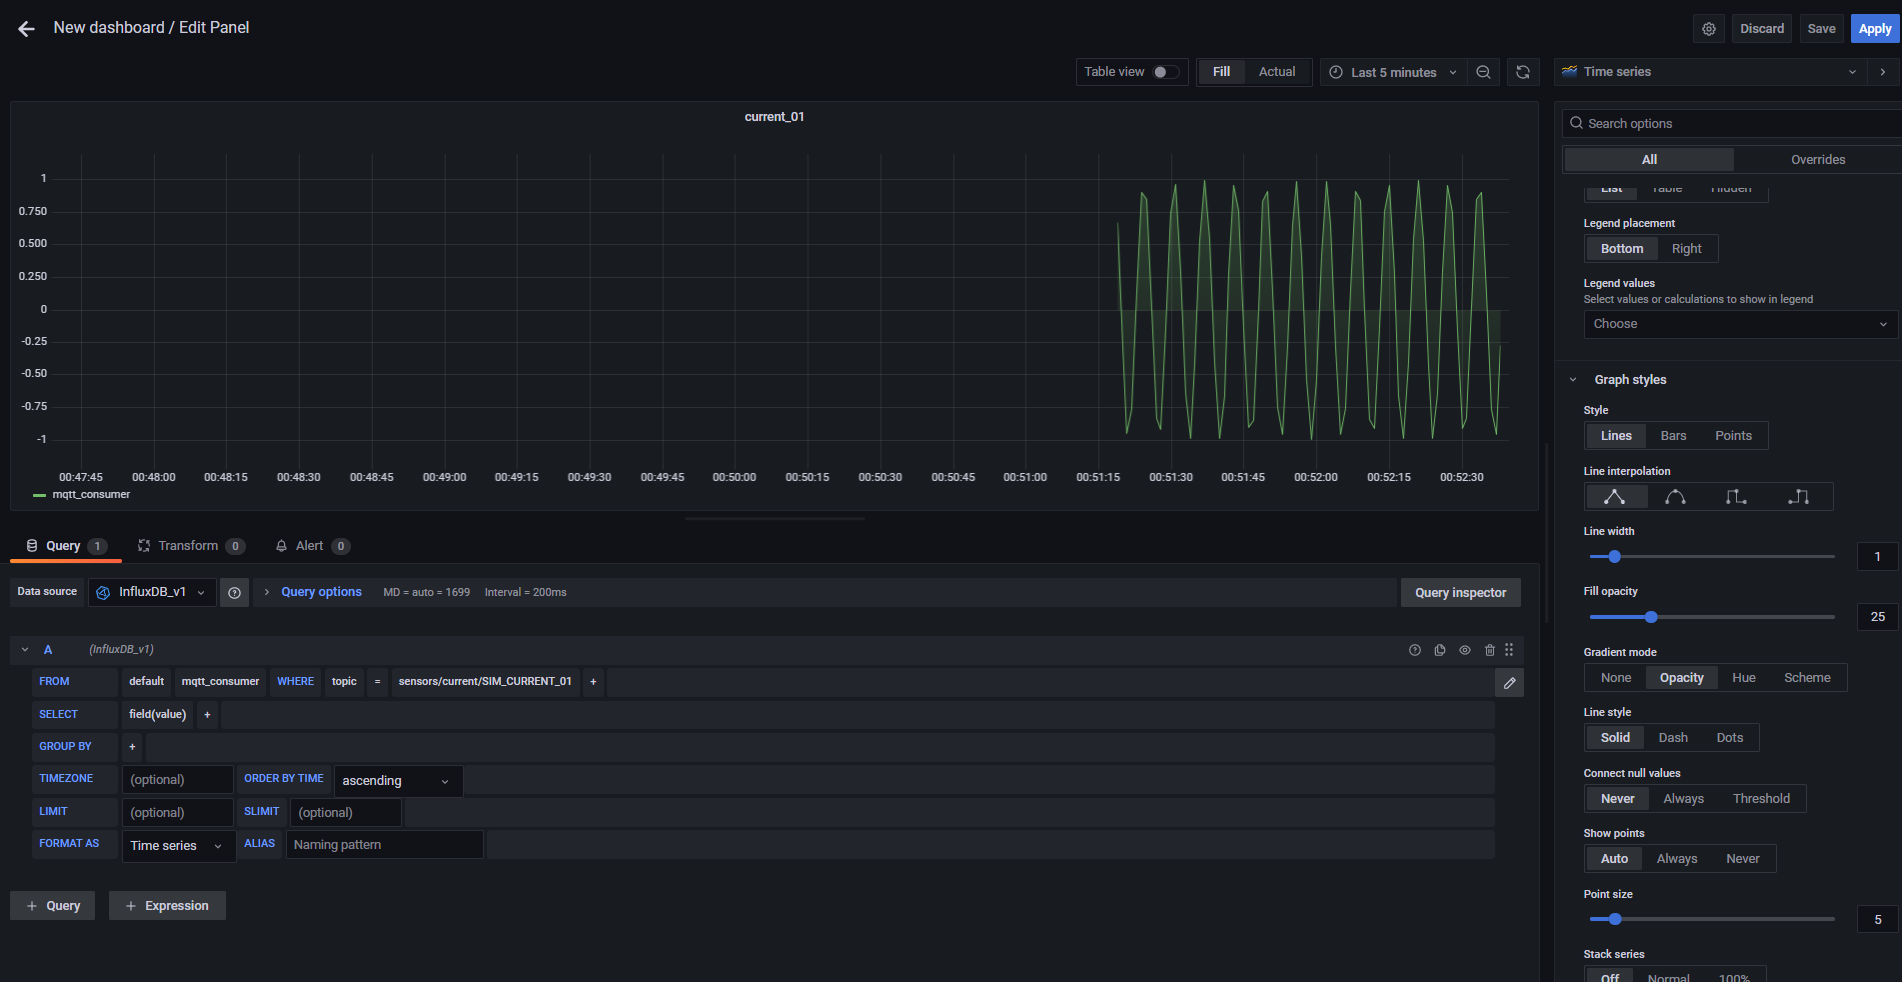 New dashboard / Edit Panel
Discard
Save
Apply
Table view
Fill
Actual
Last 5 minutes
Time series
current_01
Search options
All
Overrides
1
0.750
0.500
0.250
0
-0.25
-0.50
-0.75
-1
00:47:45
00:48:00
00:48:15
00:48:30
00:48:45
00:49:00
00:49:15
00:49:30
00:49:45
00:50:00
00:50:15
00:50:30
00:50:45
00:51:00
00:51:15
00:51:30
00:51:45
00:52:00
00:52:15
00:52:30
mqtt_consumer
List
Table
Hidden
Legend placement
Bottom
Right
Legend values
Select values or calculations to show in legend
Choose
Graph styles
Style
Lines
Bars
Points
Line interpolation
Line width
1
Fill opacity
25
Gradient mode
None
Opacity
Hue
Scheme
Line style
Solid
Dash
Dots
Connect null values
Never
Always
Threshold
Show points
Auto
Always
Never
Point size
5
Stack series
Off
Normal
100%
Query 1
Transform 0
Alert 0
Data source
InfluxDB_v1
Query options
MD = auto = 1699
Interval = 200ms
Query inspector
A
(InfluxDB_v1)
FROM
default
mqtt_consumer
WHERE
topic
=
sensors/current/SIM_CURRENT_01
+
SELECT
field(value)
+
GROUP BY
+
TIMEZONE
(optional)
ORDER BY TIME
ascending
LIMIT
(optional)
SLIMIT
(optional)
FORMAT AS
Time series
ALIAS
Naming pattern
+ Query
+ Expression